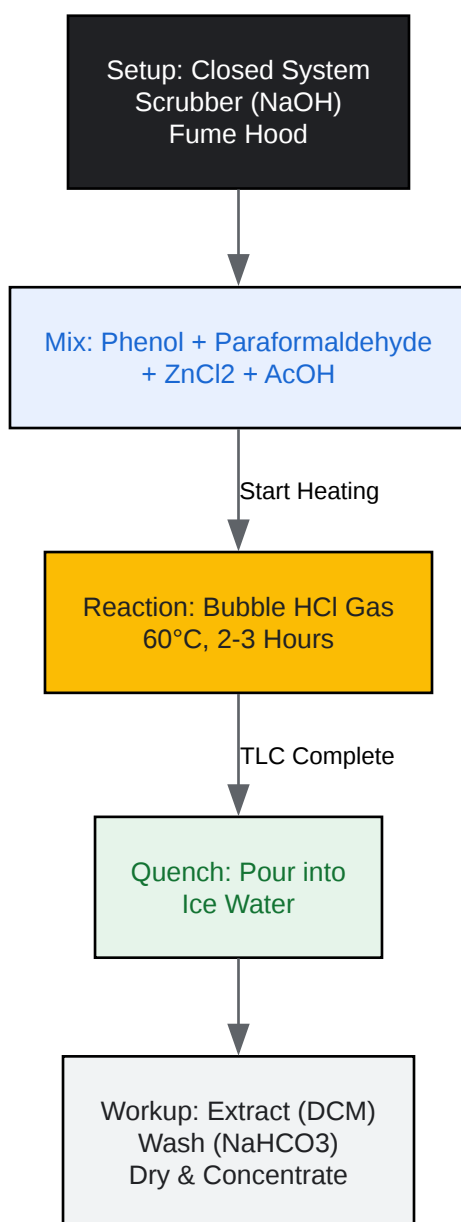 Setup: Closed System
Scrubber (NaOH)
Fume Hood
Mix: Phenol + Paraformaldehyde
+ ZnCl2 + AcOH
Start Heating
Reaction: Bubble HCl Gas
60°C, 2-3 Hours
TLC Complete
Quench: Pour into
Ice Water
Workup: Extract (DCM)
Wash (NaHCO3)
Dry & Concentrate